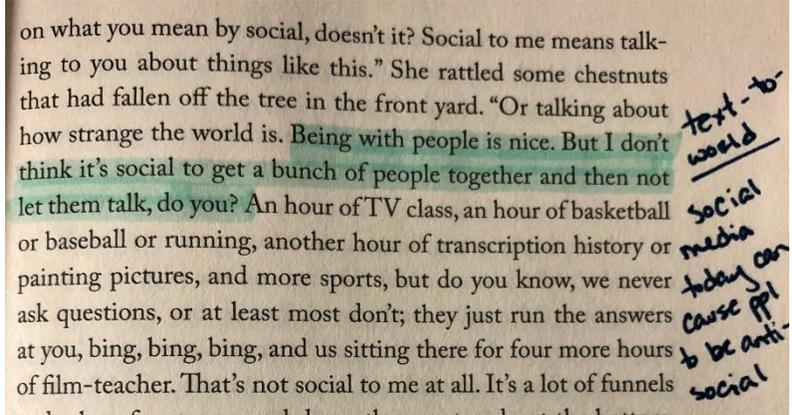 on what you mean by social, doesn't it? Social to me means talk-
ing to you about things like this." She rattled some chestnuts
that had fallen off the tree in the front yard. "Or talking about
how strange the world is. Being with people is nice. But I don't
think it's social to get a bunch of people together and then not
let them talk, do you? An hour of TV class, an hour of basketball
or baseball or running, another hour of transcription history or
painting pictures, and more sports, but do you know, we never
ask questions, or at least most don't; they just run the answers
at you, bing, bing, bing, and us sitting there for four more hours
of film-teacher. That's not social to me at all. It's a lot of funnels
text-to-
world
social
media
today can
cause ppl
to be anti-
social